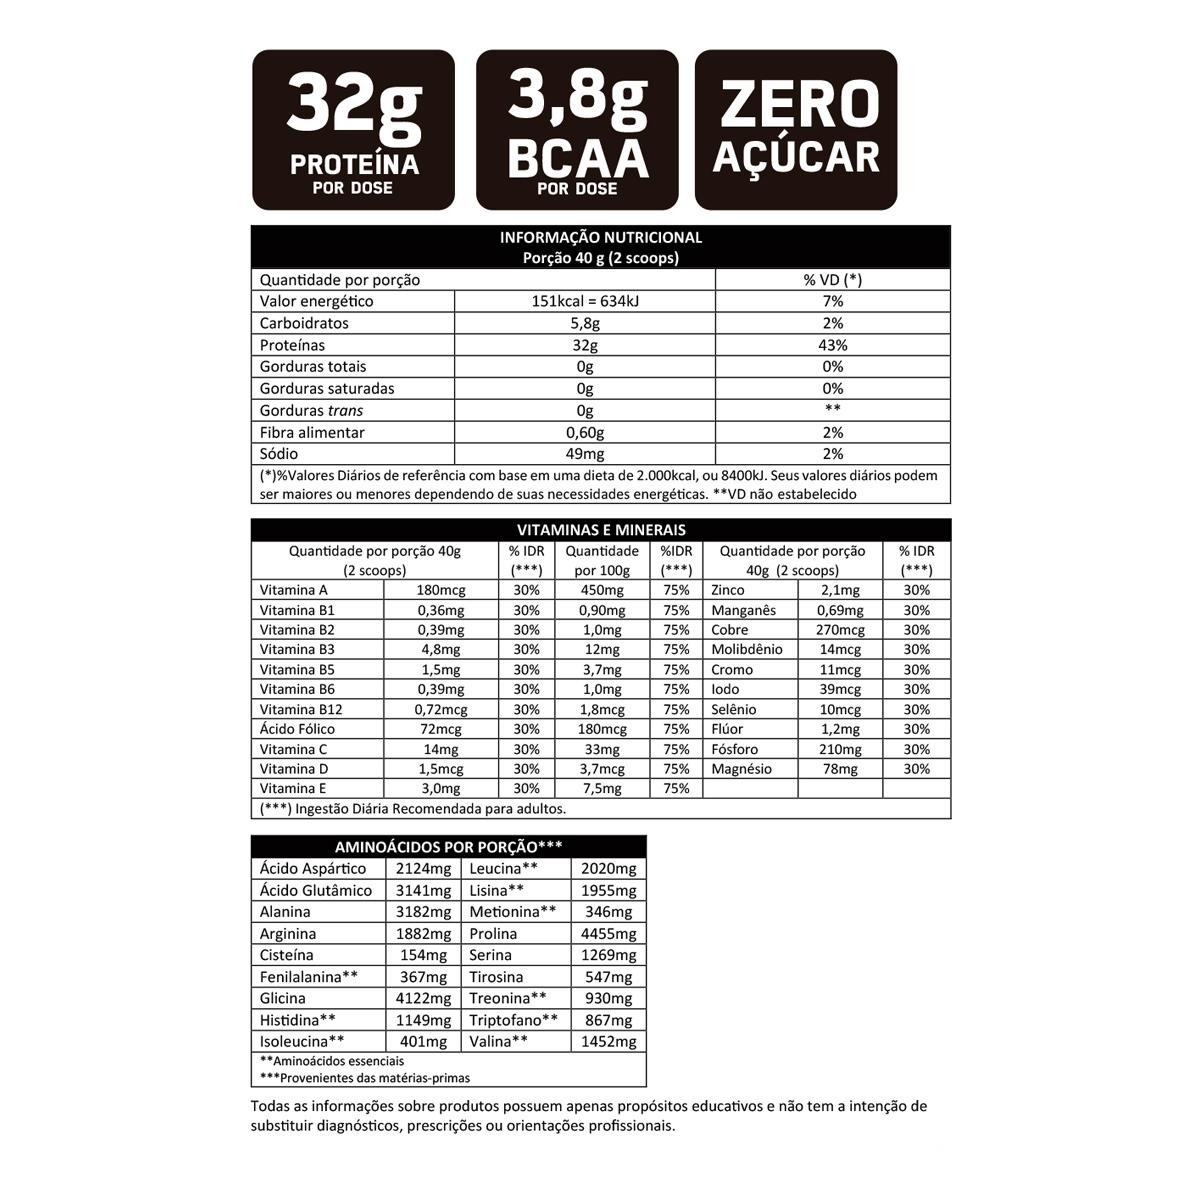 32g
PROTEÍNA
POR DOSE
3,8g
BCAA
POR DOSE
ZERO
AÇÚCAR
INFORMAÇÃO NUTRICIONAL
Porção 40 g (2 scoops)
Quantidade por porção % VD (*)
Valor energético 151kcal = 634kJ 7%
Carboidratos 5,8g 2%
Proteínas 32g 43%
Gorduras totais 0g 0%
Gorduras saturadas 0g 0%
Gorduras trans 0g **
Fibra alimentar 0,60g 2%
Sódio 49mg 2%
(*)%Valores Diários de referência com base em uma dieta de 2.000kcal, ou 8400kJ. Seus valores diários podem
ser maiores ou menores dependendo de suas necessidades energéticas. **VD não estabelecido
VITAMINAS E MINERAIS
Quantidade por porção 40g % IDR Quantidade %IDR Quantidade por porção % IDR
(2 scoops) (***) por 100g (***) 40g (2 scoops) (***)
Vitamina A 180mcg 30% 450mg 75% Zinco 2,1mg 30%
Vitamina B1 0,36mg 30% 0,90mg 75% Manganês 0,69mg 30%
Vitamina B2 0,39mg 30% 1,0mg 75% Cobre 270mcg 30%
Vitamina B3 4,8mg 30% 12mg 75% Molibdênio 14mcg 30%
Vitamina B5 1,5mg 30% 3,7mg 75% Cromo 11mcg 30%
Vitamina B6 0,39mg 30% 1,0mg 75% Iodo 39mcg 30%
Vitamina B12 0,72mcg 30% 1,8mcg 75% Selênio 10mcg 30%
Ácido Fólico 72mcg 30% 180mcg 75% Flúor 1,2mg 30%
Vitamina C 14mg 30% 33mg 75% Fósforo 210mg 30%
Vitamina D 1,5mcg 30% 3,7mcg 75% Magnésio 78mg 30%
Vitamina E 3,0mg 30% 7,5mg 75%
(***) Ingestão Diária Recomendada para adultos.
AMINOÁCIDOS POR PORÇÃO***
Ácido Aspártico 2124mg Leucina** 2020mg
Ácido Glutâmico 3141mg Lisina** 1955mg
Alanina 3182mg Metionina** 346mg
Arginina 1882mg Prolina 4455mg
Cisteína 154mg Serina 1269mg
Fenilalanina** 367mg Tirosina 547mg
Glicina 4122mg Treonina** 930mg
Histidina** 1149mg Triptofano** 867mg
Isoleucina** 401mg Valina** 1452mg
**Aminoácidos essenciais
***Provenientes das matérias-primas
Todas as informações sobre produtos possuem apenas propósitos educativos e não tem a intenção de
substituir diagnósticos, prescrições ou orientações profissionais.